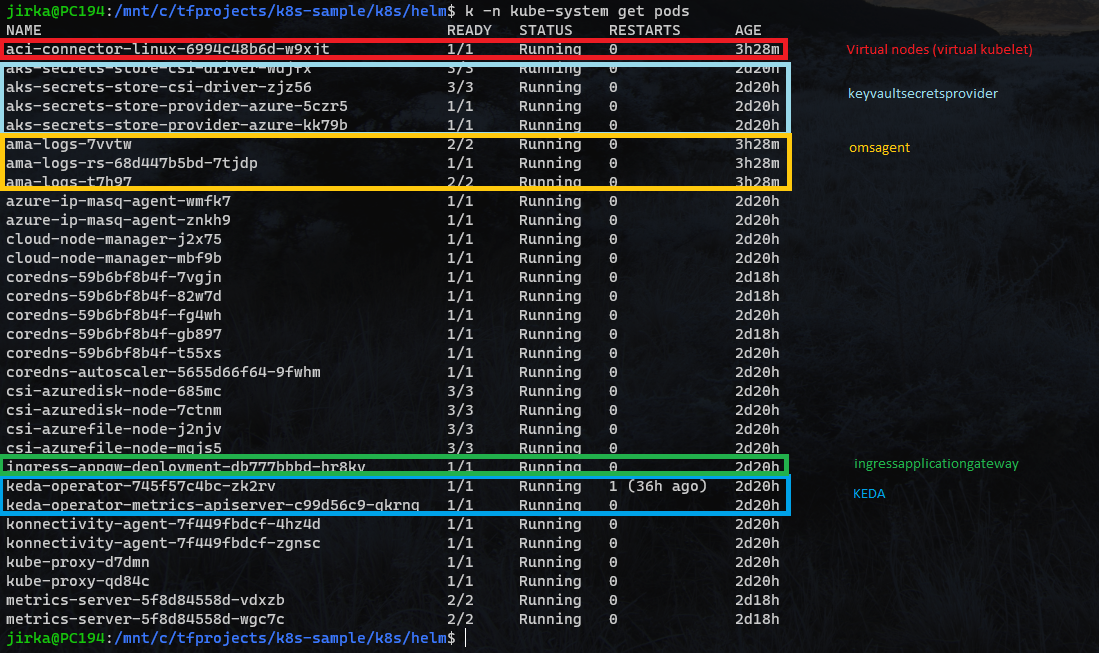 jirka@PC194:/mnt/c/tfprojects/k8s-sample/k8s/helm$ k -n kube-system get pods
NAME READY STATUS RESTARTS AGE
aci-connector-linux-6994c48b6d-w9xjt 1/1 Running 0 3h28m Virtual nodes (virtual kubelet)
aks-secrets-store-csi-driver-wdjfx 3/3 Running 0 2d20h
aks-secrets-store-csi-driver-zjz56 3/3 Running 0 2d20h keyvaultsecretsprovider
aks-secrets-store-provider-azure-5czr5 1/1 Running 0 2d20h
aks-secrets-store-provider-azure-kk79b 1/1 Running 0 2d20h
ama-logs-7vvtw 2/2 Running 0 3h28m omsagent
ama-logs-rs-68d447b5bd-7tjdp 1/1 Running 0 3h28m
ama-logs-t7h97 2/2 Running 0 3h28m
azure-ip-masq-agent-wmfk7 1/1 Running 0 2d20h
azure-ip-masq-agent-znkh9 1/1 Running 0 2d20h
cloud-node-manager-j2x75 1/1 Running 0 2d20h
cloud-node-manager-mbf9b 1/1 Running 0 2d20h
coredns-59b6bf8b4f-7vgjn 1/1 Running 0 2d18h
coredns-59b6bf8b4f-82w7d 1/1 Running 0 2d18h
coredns-59b6bf8b4f-fg4wh 1/1 Running 0 2d20h
coredns-59b6bf8b4f-gb897 1/1 Running 0 2d18h
coredns-59b6bf8b4f-t55xs 1/1 Running 0 2d20h
coredns-autoscaler-5655d66f64-9fwhm 1/1 Running 0 2d20h
csi-azuredisk-node-685mc 3/3 Running 0 2d20h
csi-azuredisk-node-7ctnm 3/3 Running 0 2d20h
csi-azurefile-node-j2njv 3/3 Running 0 2d20h
csi-azurefile-node-mqjs5 3/3 Running 0 2d20h
ingress-appgw-deployment-db777bbbd-hr8kv 1/1 Running 0 2d20h ingressapplicationgateway
keda-operator-745f57c4bc-zk2rv 1/1 Running 1 (36h ago) 2d20h KEDA
keda-operator-metrics-apiserver-c99d56c9-qkrnq 1/1 Running 0 2d20h
konnectivity-agent-7f449fbdcf-4hz4d 1/1 Running 0 2d20h
konnectivity-agent-7f449fbdcf-zgnsc 1/1 Running 0 2d20h
kube-proxy-d7dmn 1/1 Running 0 2d20h
kube-proxy-qd84c 1/1 Running 0 2d20h
metrics-server-5f8d84558d-vdxzb 2/2 Running 0 2d18h
metrics-server-5f8d84558d-wgc7c 2/2 Running 0 2d18h
jirka@PC194:/mnt/c/tfprojects/k8s-sample/k8s/helm$